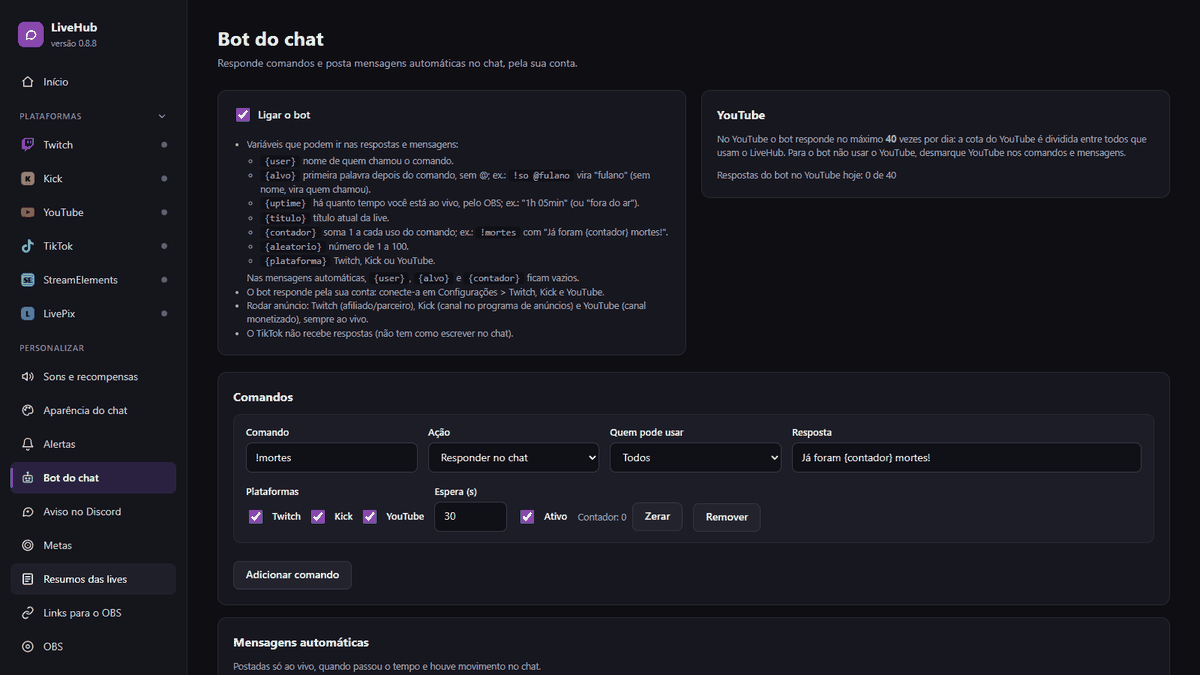 LiveHub
versão 0.8.8
Início
PLATAFORMAS
Twitch
Kick
YouTube
TikTok
StreamElements
LivePix
PERSONALIZAR
Sons e recompensas
Aparência do chat
Alertas
Bot do chat
Aviso no Discord
Metas
Resumos das lives
Links para o OBS
OBS
Bot do chat
Responde comandos e posta mensagens automáticas no chat, pela sua conta.
Ligar o bot
Variáveis que podem ir nas respostas e mensagens:
{user} nome de quem chamou o comando.
{alvo} primeira palavra depois do comando, sem @; ex.: !so @fulano vira "fulano" (sem
nome, vira quem chamou).
{uptime} há quanto tempo você está ao vivo, pelo OBS; ex.: "1h 05min" (ou "fora do ar").
{titulo} título atual da live.
{contador} soma 1 a cada uso do comando; ex.: !mortes com "Já foram {contador} mortes!".
{aleatorio} número de 1 a 100.
{plataforma} Twitch, Kick ou YouTube.
Nas mensagens automáticas, {user} , {alvo} e {contador} ficam vazios.
O bot responde pela sua conta: conecte-a em Configurações > Twitch, Kick e YouTube.
Rodar anúncio: Twitch (afiliado/parceiro), Kick (canal no programa de anúncios) e YouTube (canal
monetizado), sempre ao vivo.
O TikTok não recebe respostas (não tem como escrever no chat).
YouTube
No YouTube o bot responde no máximo 40 vezes por dia: a cota do YouTube é dividida entre todos que
usam o LiveHub. Para o bot não usar o YouTube, desmarque YouTube nos comandos e mensagens.
Respostas do bot no YouTube hoje: 0 de 40
Comandos
Comando Ação Quem pode usar Resposta
!mortes Responder no chat Todos Já foram {contador} mortes!
Plataformas Espera (s)
Twitch Kick YouTube 30 Ativo Contador: 0 Zerar Remover
Adicionar comando
Mensagens automáticas
Postadas só ao vivo, quando passou o tempo e houve movimento no chat.